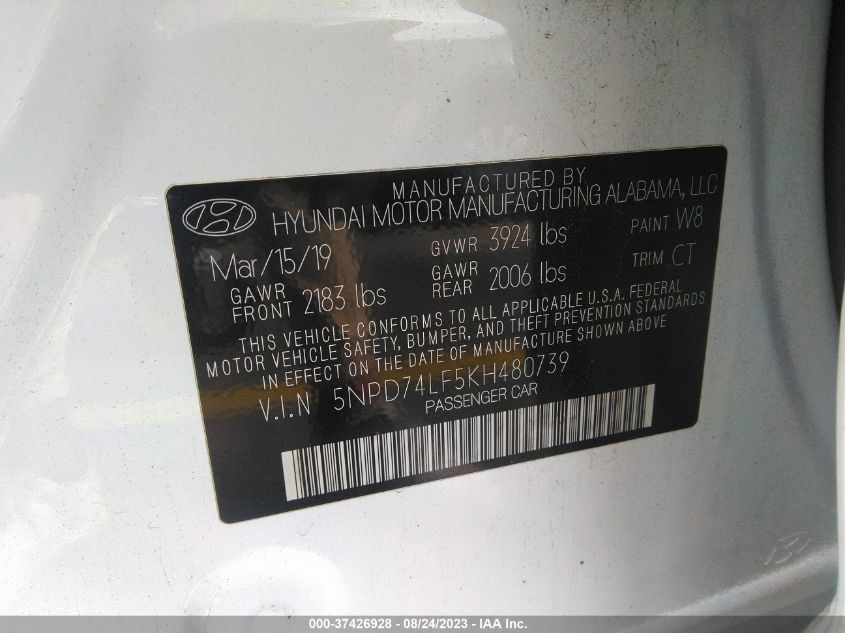 MANUFACTURED BY
HYUNDAI MOTOR MANUFACTURING ALABAMA, LLC
Mar/15/19 GVWR 3924 lbs PAINT W8
GAWR FRONT 2183 lbs GAWR REAR 2006 lbs TRIM CT
THIS VEHICLE CONFORMS TO ALL APPLICABLE U.S.A. FEDERAL
MOTOR VEHICLE SAFETY, BUMPER, AND THEFT PREVENTION STANDARDS
IN EFFECT ON THE DATE OF MANUFACTURE SHOWN ABOVE
V.I.N 5NPD74LF5KH480739
PASSENGER CAR
000-37426928 - 08/24/2023 - IAA Inc.